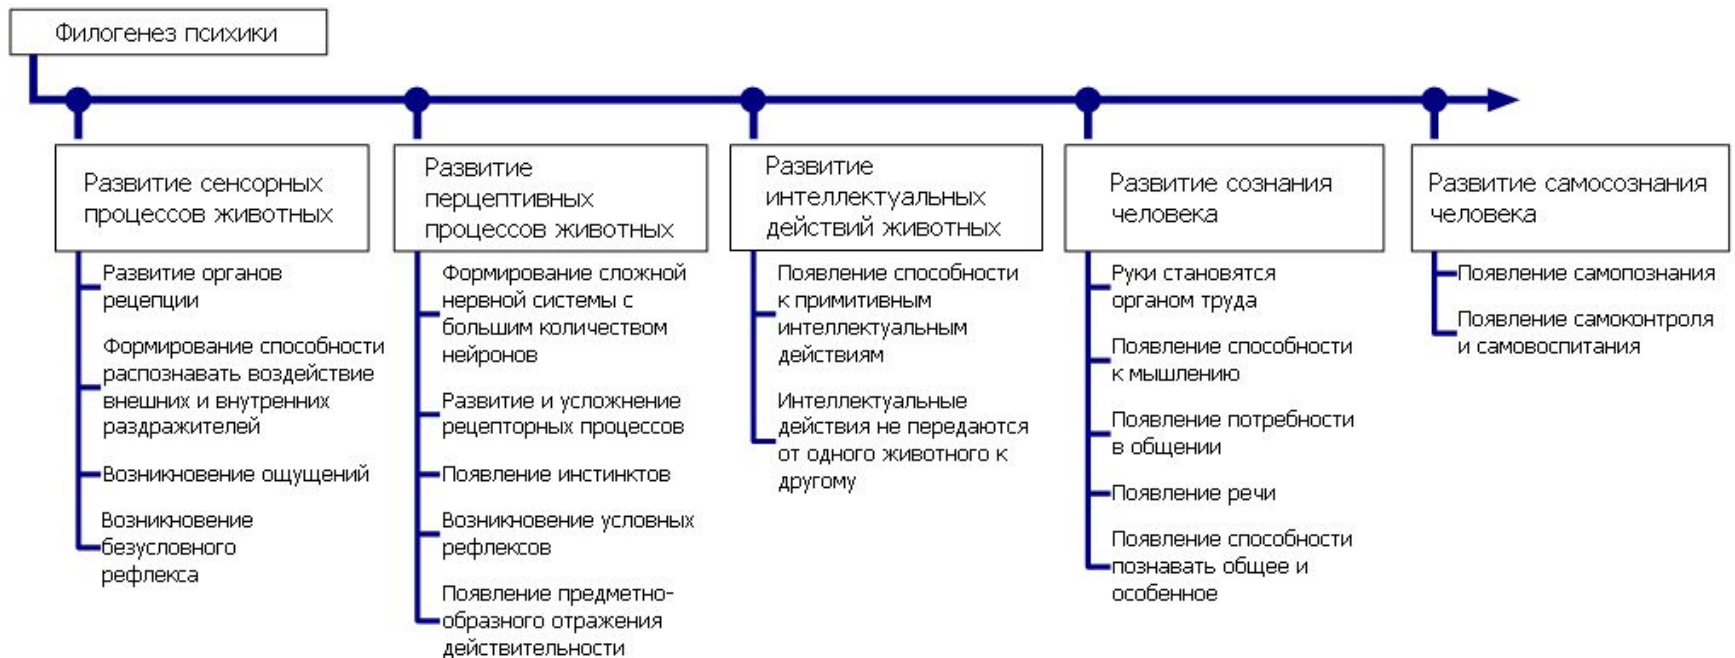 Филогенез психики
Развитие сенсорных
процессов животных
Развитие органов
рецепции
Формирование способности
распознавать воздействие
внешних и внутренних
раздражителей
Возникновение ощущений
Возникновение
безусловного
рефлекса
Развитие
перцептивных
процессов животных
Формирование сложной
нервной системы с
большим количеством
нейронов
Развитие и усложнение
рецепторных процессов
Появление инстинктов
Возникновение условных
рефлексов
Появление предметно-
образного отражения
действительности
Развитие
интеллектуальных
действий животных
Появление способности
к примитивным
интеллектуальным
действиям
Интеллектуальные
действия не передаются
от одного животного к
другому
Развитие сознания
человека
Руки становятся
органом труда
Появление способности
к мышлению
Появление потребности
в общении
Появление речи
Появление способности
познавать общее и
особенное
Развитие самосознания
человека
Появление самопознания
Появление самоконтроля
и самовоспитания